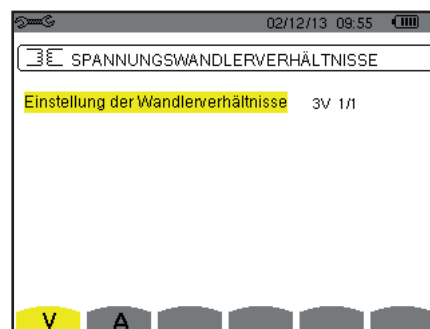 02/12/13 09:55
SPANNUNGSWANDLERVERHÄLTNISSE
Einstellung der Wandlerverhältnisse 3V 1/1
V A